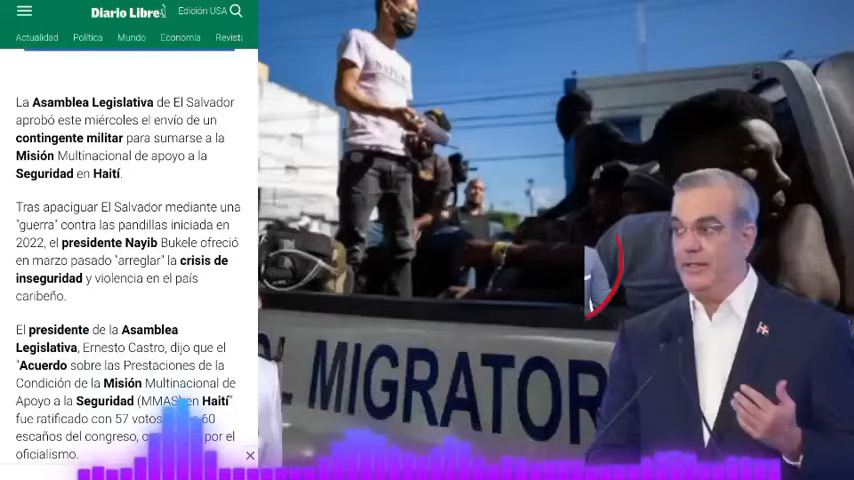 Diario Libre
Edición USA
Actualidad Política Mundo Economía Revista
La Asamblea Legislativa de El Salvador
aprobó este miércoles el envío de un
contingente militar para sumarse a la
Misión Multinacional de apoyo a la
Seguridad en Haití.
Tras apaciguar El Salvador mediante una
"guerra" contra las pandillas iniciada en
2022, el presidente Nayib Bukele ofreció
en marzo pasado "arreglar" la crisis de
inseguridad y violencia en el país
caribeño.
El presidente de la Asamblea
Legislativa, Ernesto Castro, dijo que el
"Acuerdo sobre las Prestaciones de la
Condición de la Misión Multinacional de
Apoyo a la Seguridad (MMAS) en Haití"
fue ratificado con 57 votos 60
escaños del congreso, por el
oficialismo.
MIGRATOR